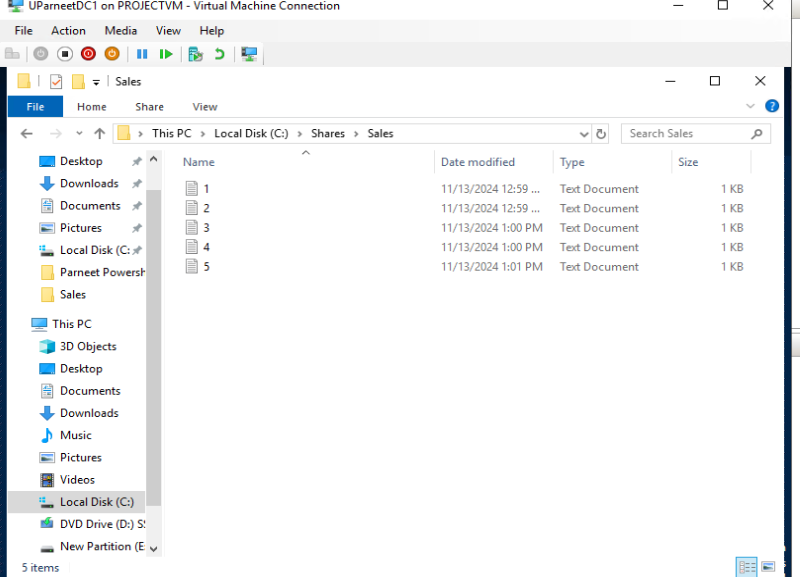 UParneetDC1 on PROJECTVM - Virtual Machine Connection
File Action Media View Help
Sales
File Home Share View
This PC > Local Disk (C:) > Shares > Sales
Search Sales
Name Date modified Type Size
1 11/13/2024 12:59 ... Text Document 1 KB
2 11/13/2024 12:59 ... Text Document 1 KB
3 11/13/2024 1:00 PM Text Document 1 KB
4 11/13/2024 1:00 PM Text Document 1 KB
5 11/13/2024 1:01 PM Text Document 1 KB
Desktop
Downloads
Documents
Pictures
Local Disk (C:
Parneet Powersh
Sales
This PC
3D Objects
Desktop
Documents
Downloads
Music
Pictures
Videos
Local Disk (C:)
DVD Drive (D:) SS
New Partition (E:
5 items